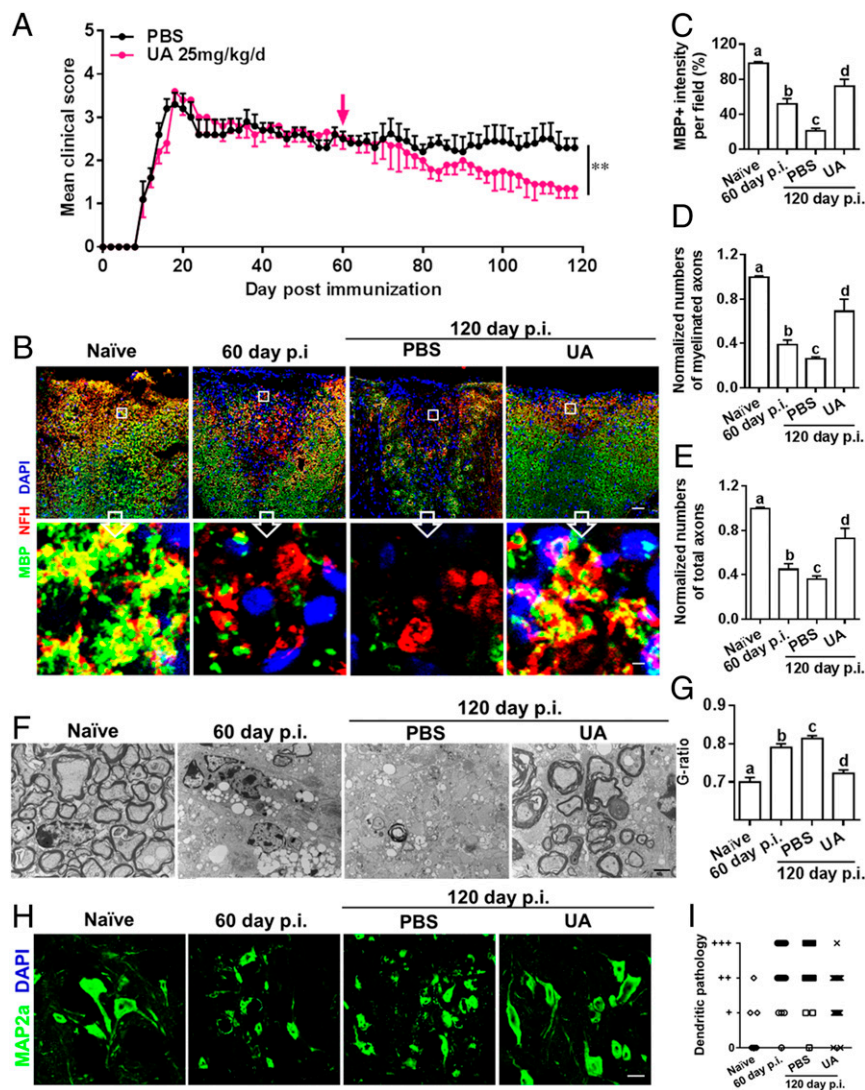 A
PBS
UA 25mg/kg/d
Mean clinical score
5
4
3
2
1
0
**
0
20
40
60
80
100
120
Day post immunization
B
120 day p.i.
Naïve
60 day p.i
PBS
UA
MBP NFH DAPI
C
MBP+ intensity
per field (%)
120
80
40
0
a
b
c
d
Naïve
60 day p.i.
PBS
UA
120 day p.i.
D
Normalized numbers
of myelinated axons
1.2
0.8
0.4
0.0
a
b
c
d
Naïve
60 day p.i.
PBS
UA
120 day p.i.
E
Normalized numbers
of total axons
1.2
0.8
0.4
0.0
a
b
c
d
Naïve
60 day p.i.
PBS
UA
120 day p.i.
F
120 day p.i.
Naïve
60 day p.i.
PBS
UA
G
G-ratio
0.9
0.8
0.7
a
b
c
d
Naïve
60 day p.i.
PBS
UA
120 day p.i.
H
120 day p.i.
Naïve
60 day p.i.
PBS
UA
MAP2a DAPI
I
Dendritic pathology
+++
++
+
0
Naïve
60 day p.i.
PBS
UA
120 day p.i.